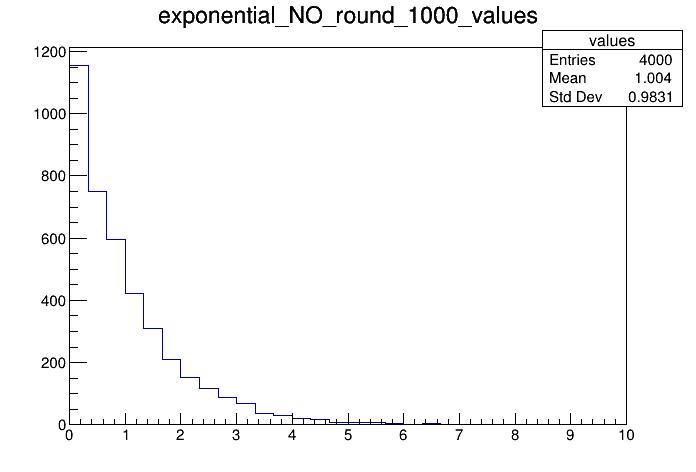 exponential_NO_round_1000_values
values
Entries 4000
Mean 1.004
Std Dev 0.9831
1200
1000
800
600
400
200
0
0 1 2 3 4 5 6 7 8 9 10